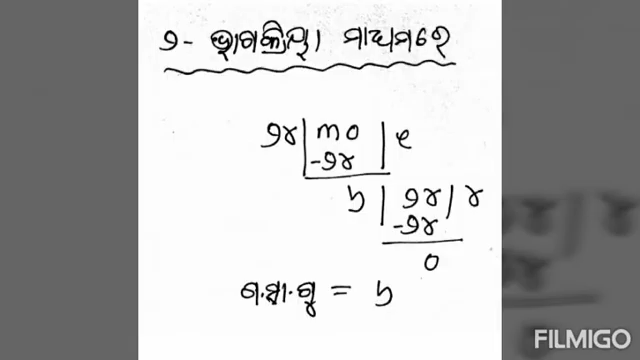 ୨- ଭାଗକ୍ରିୟା ମାଧ୍ୟମରେ
୨୪ | ୩୦ | ୧
-୨୪
୬ | ୨୪ | ୪
-୨୪
୦
ଗ.ସା.ଗୁ = ୬
FILMIGO